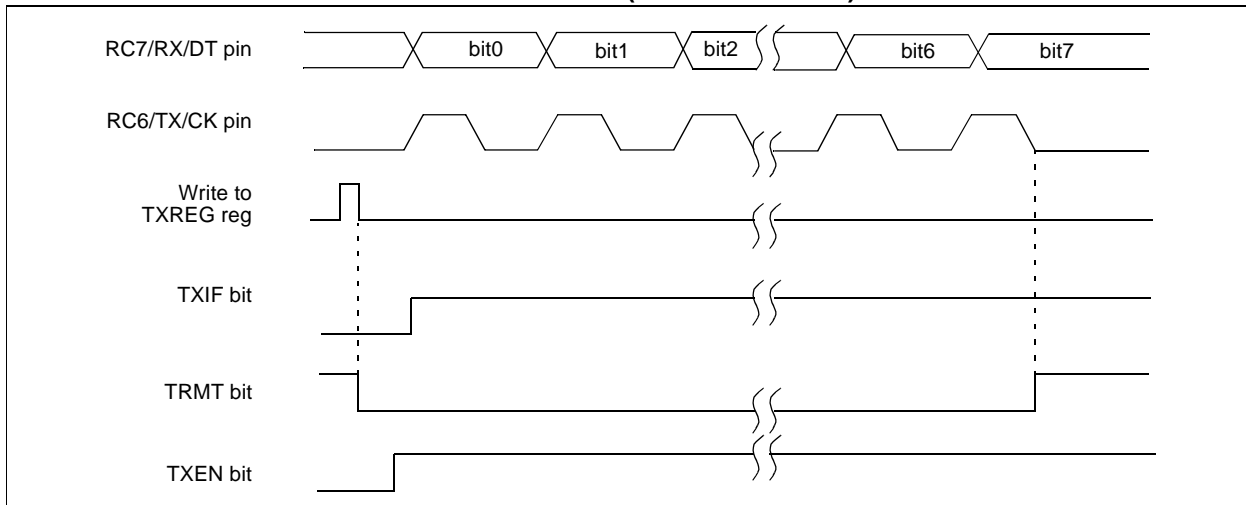 RC7/RX/DT pin
bit0 bit1 bit2 bit6 bit7
RC6/TX/CK pin
Write to
TXREG reg
TXIF bit
TRMT bit
TXEN bit